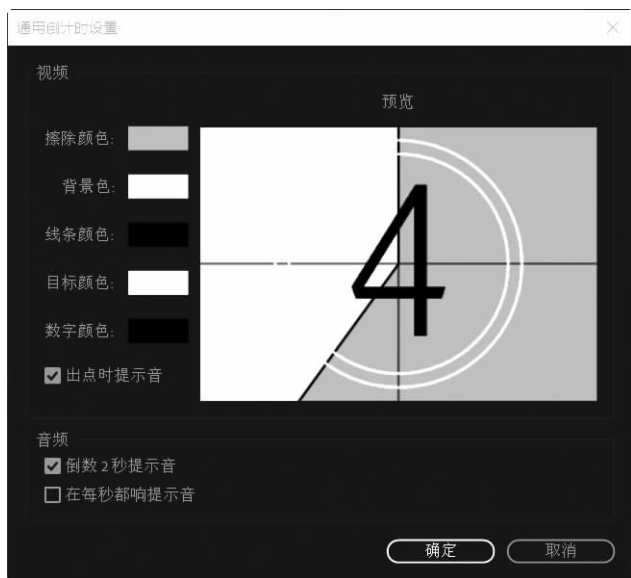 通用倒计时设置
视频
预览
擦除颜色:
背景色:
线条颜色:
目标颜色:
数字颜色:
4
出点时提示音
音频
倒数2秒提示音
在每秒都响提示音
确定
取消